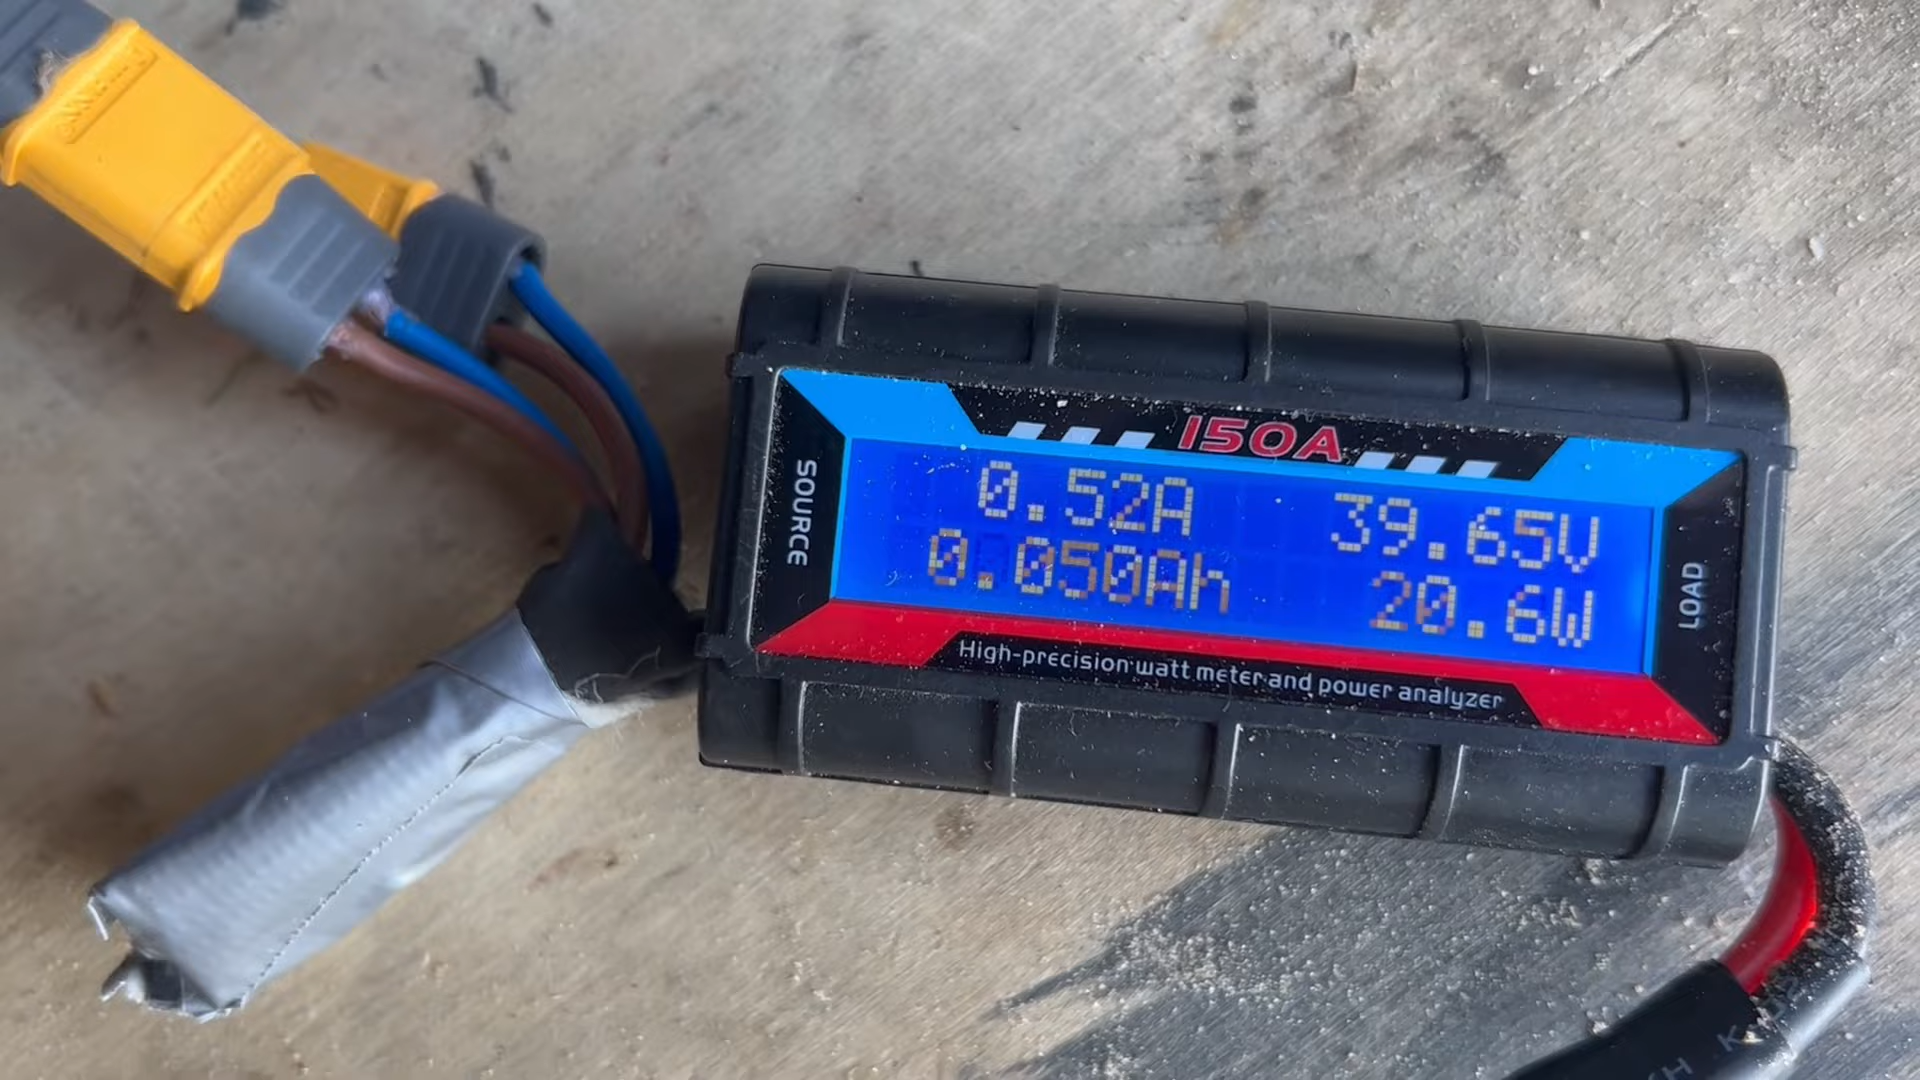 150A
SOURCE
0.52A 39.65V
0.050Ah 20.6W
LOAD
High-precision watt meter and power analyzer